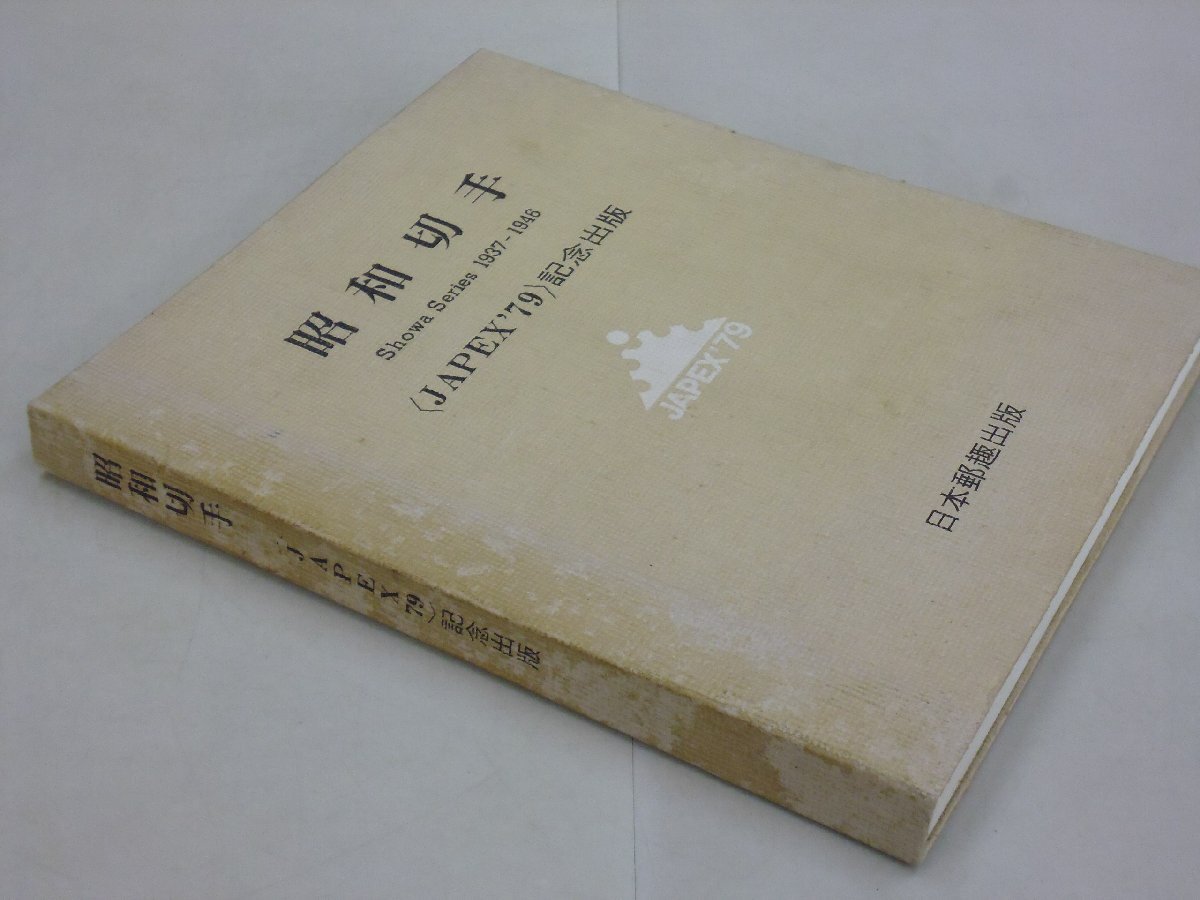 昭和切手
Showa Series 1937-1946
〈JAPEX'79〉記念出版
JAPEX'79
日本郵趣出版
昭和切手 〈JAPEX'79〉記念出版